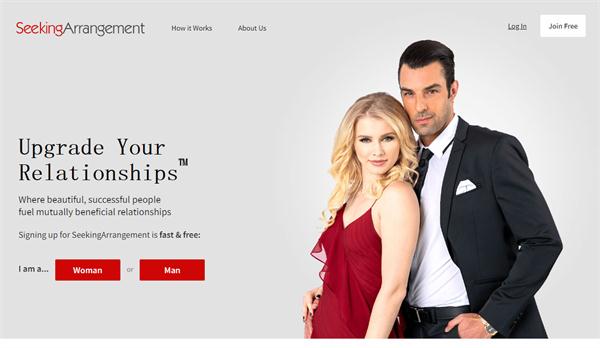 SeekingArrangement
How it Works
About Us
Log In
Join Free
Upgrade Your
Relationships™
Where beautiful, successful people
fuel mutually beneficial relationships
Signing up for SeekingArrangement is fast & free:
I am a... Woman or Man